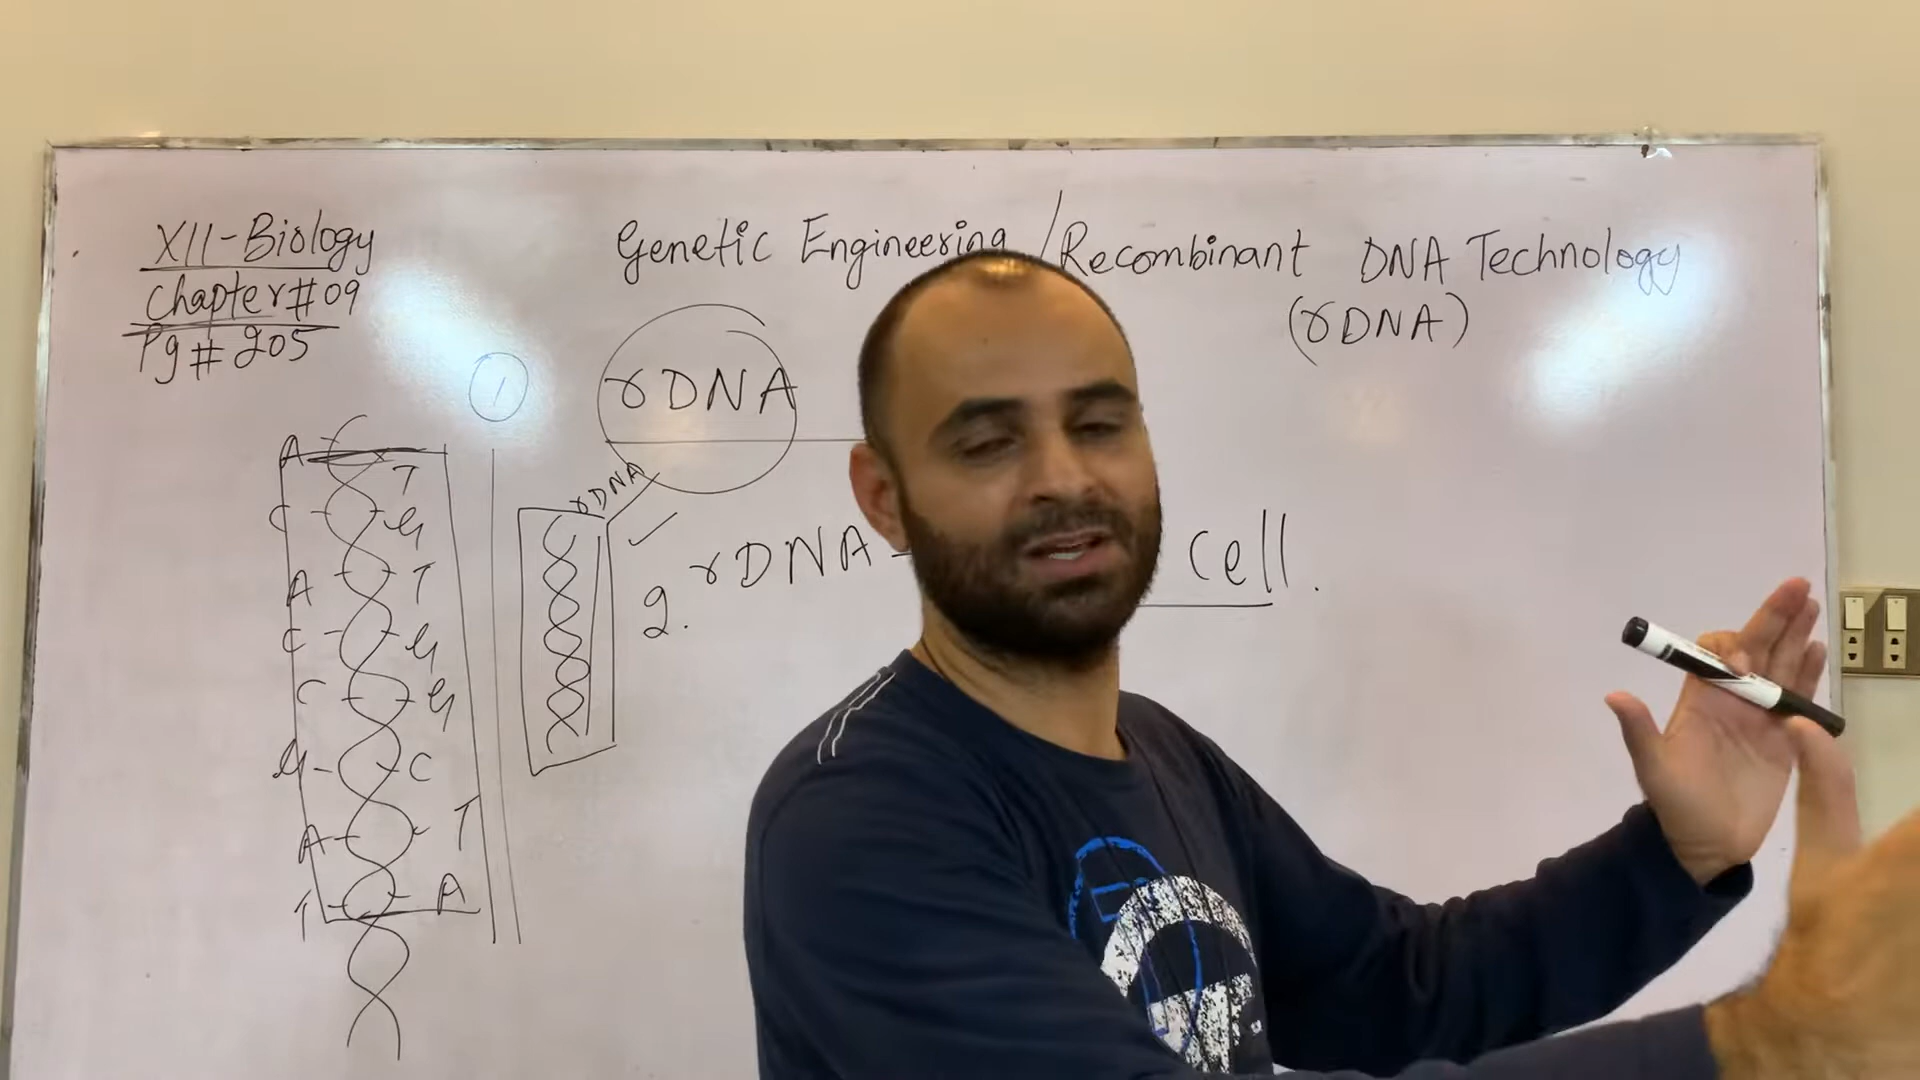 XII-Biology
Chapter#09
Pg#205
Genetic Engineering/Recombinant DNA Technology
(rDNA)
1
rDNA
rDNA
2. rDNA
Cell.
A T
C G
A T
C G
C G
G C
A T
T A